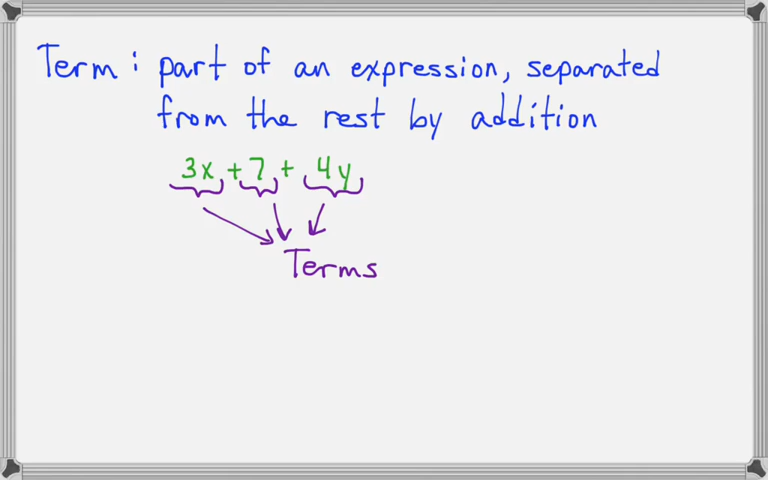 Term: part of an expression, separated
from the rest by addition
3x + 7 + 4y
Terms